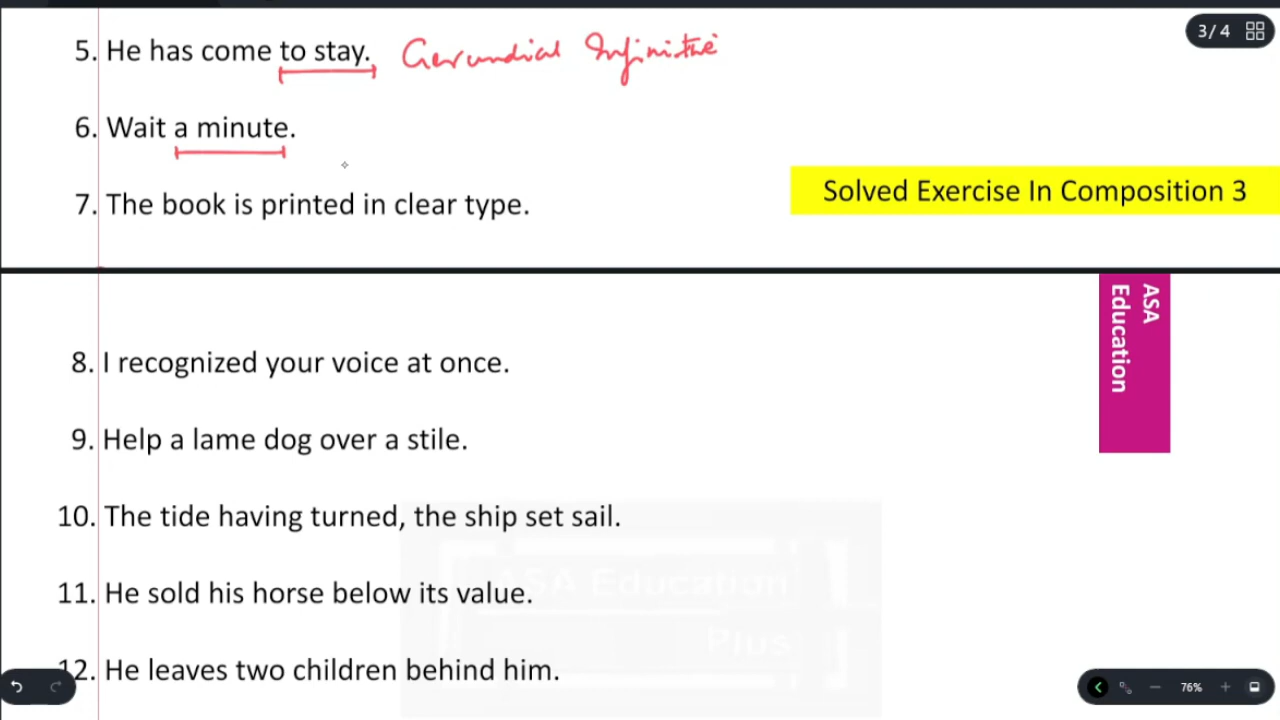 3/4
5. He has come to stay. Gerundial Infinitive
6. Wait a minute.
7. The book is printed in clear type.
Solved Exercise In Composition 3
ASA
Education
8. I recognized your voice at once.
9. Help a lame dog over a stile.
10. The tide having turned, the ship set sail.
11. He sold his horse below its value.
12. He leaves two children behind him.
ASA Education
Plus
76%